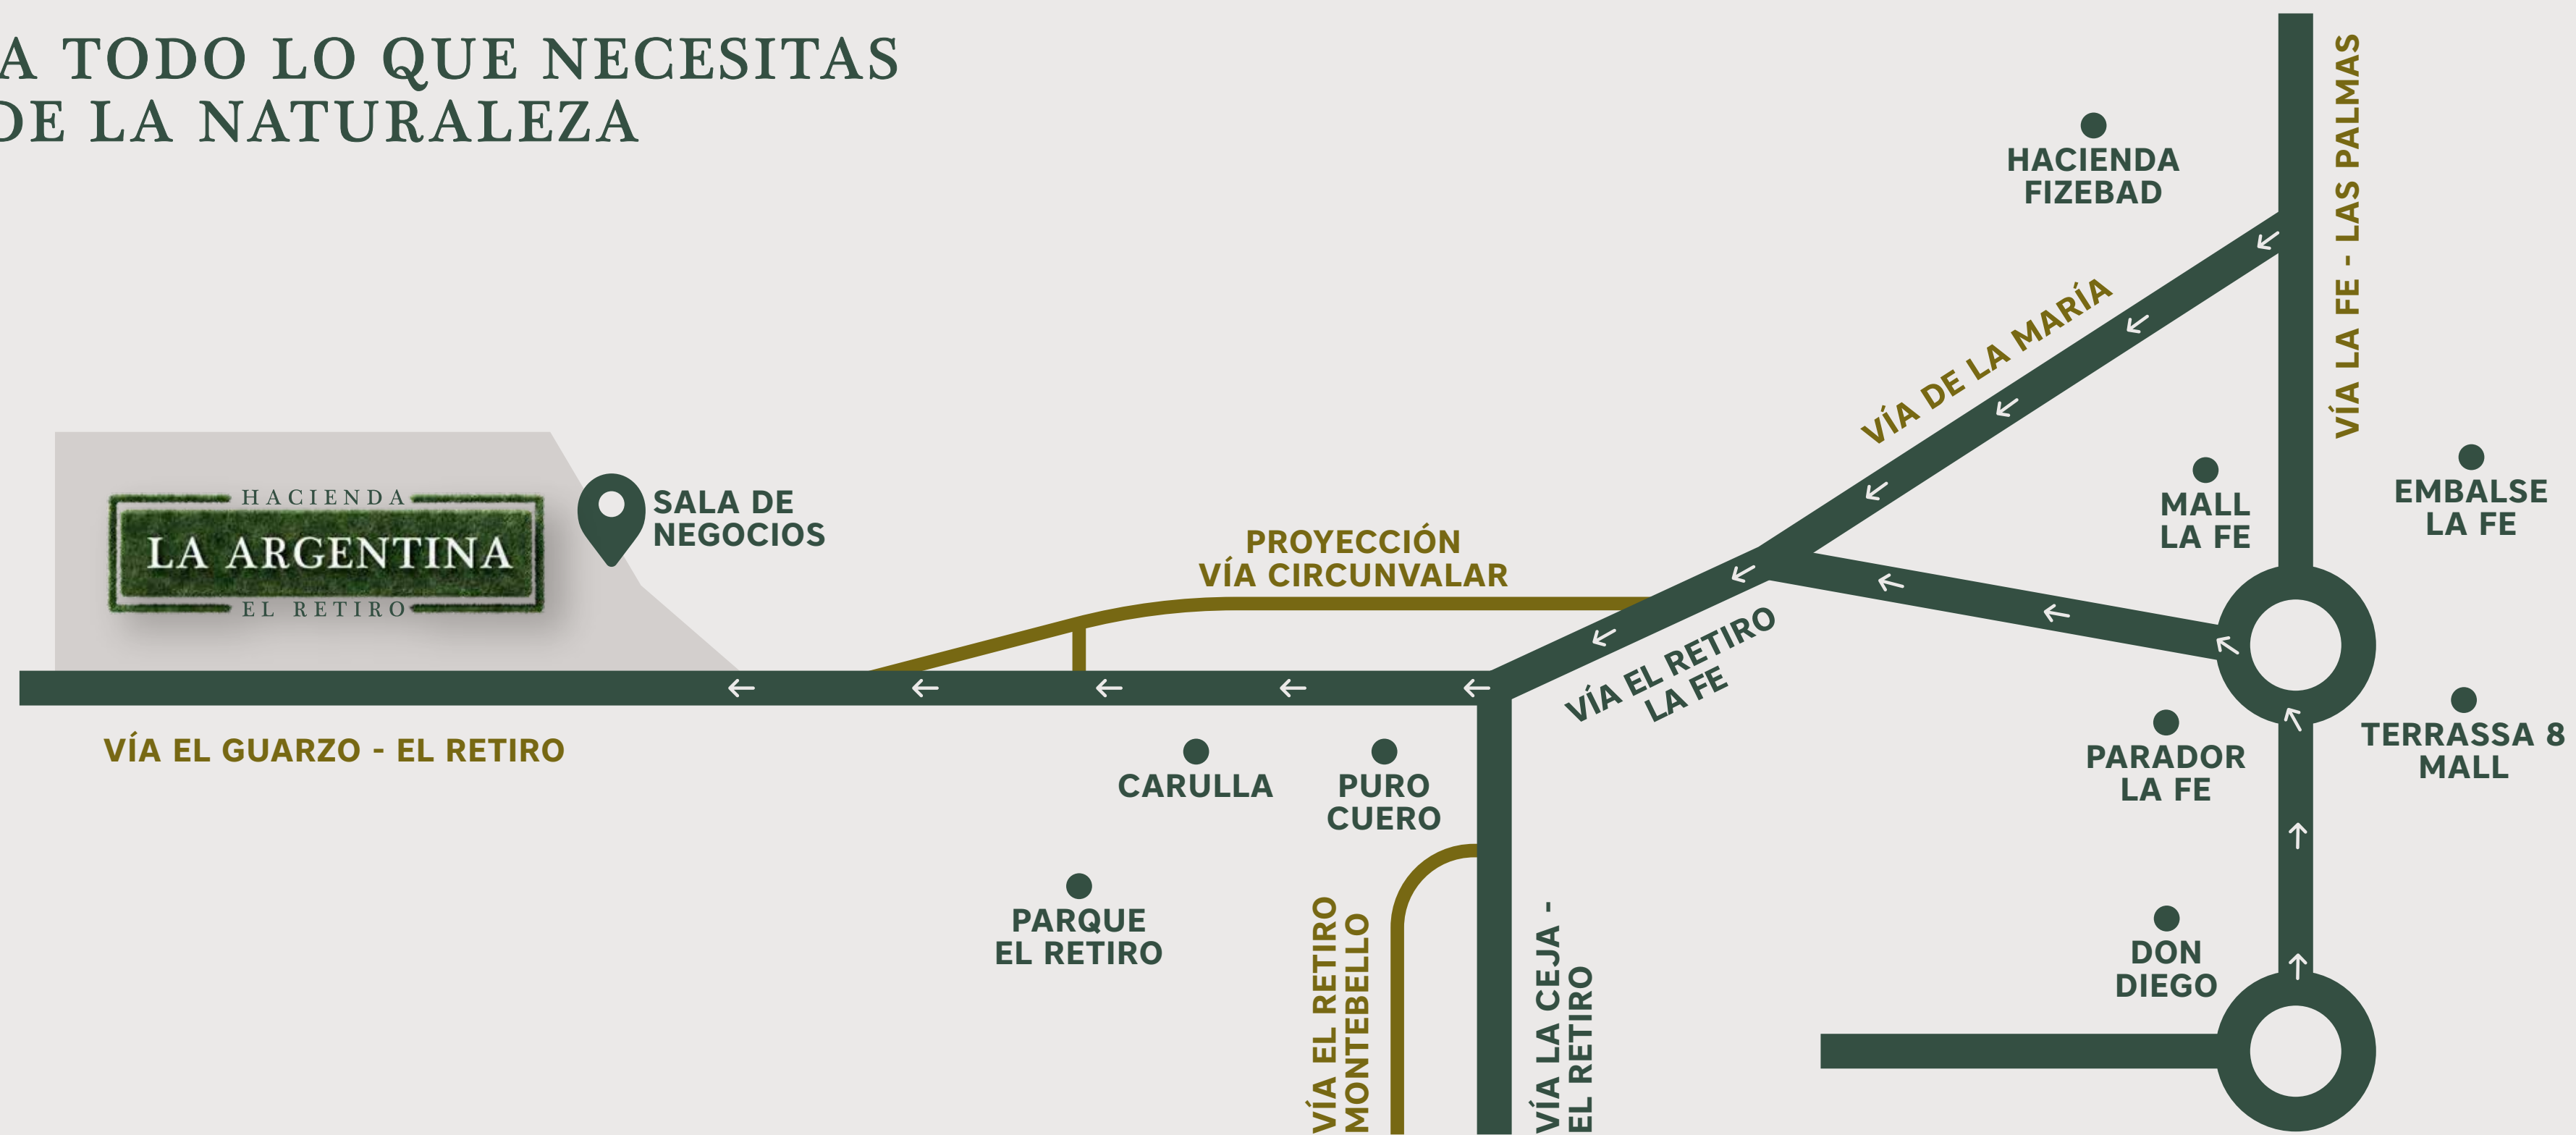 A TODO LO QUE NECESITAS
DE LA NATURALEZA
HACIENDA
FIZEBAD
VÍA LA FE - LAS PALMAS
VÍA DE LA MARÍA
MALL
LA FE
EMBALSE
LA FE
HACIENDA
LA ARGENTINA
EL RETIRO
SALA DE
NEGOCIOS
PROYECCIÓN
VÍA CIRCUNVALAR
VÍA EL RETIRO
LA FE
PARADOR
LA FE
TERRASSA 8
MALL
VÍA EL GUARZO - EL RETIRO
CARULLA
PURO
CUERO
PARQUE
EL RETIRO
VÍA EL RETIRO
MONTEBELLO
VÍA LA CEJA -
EL RETIRO
DON
DIEGO